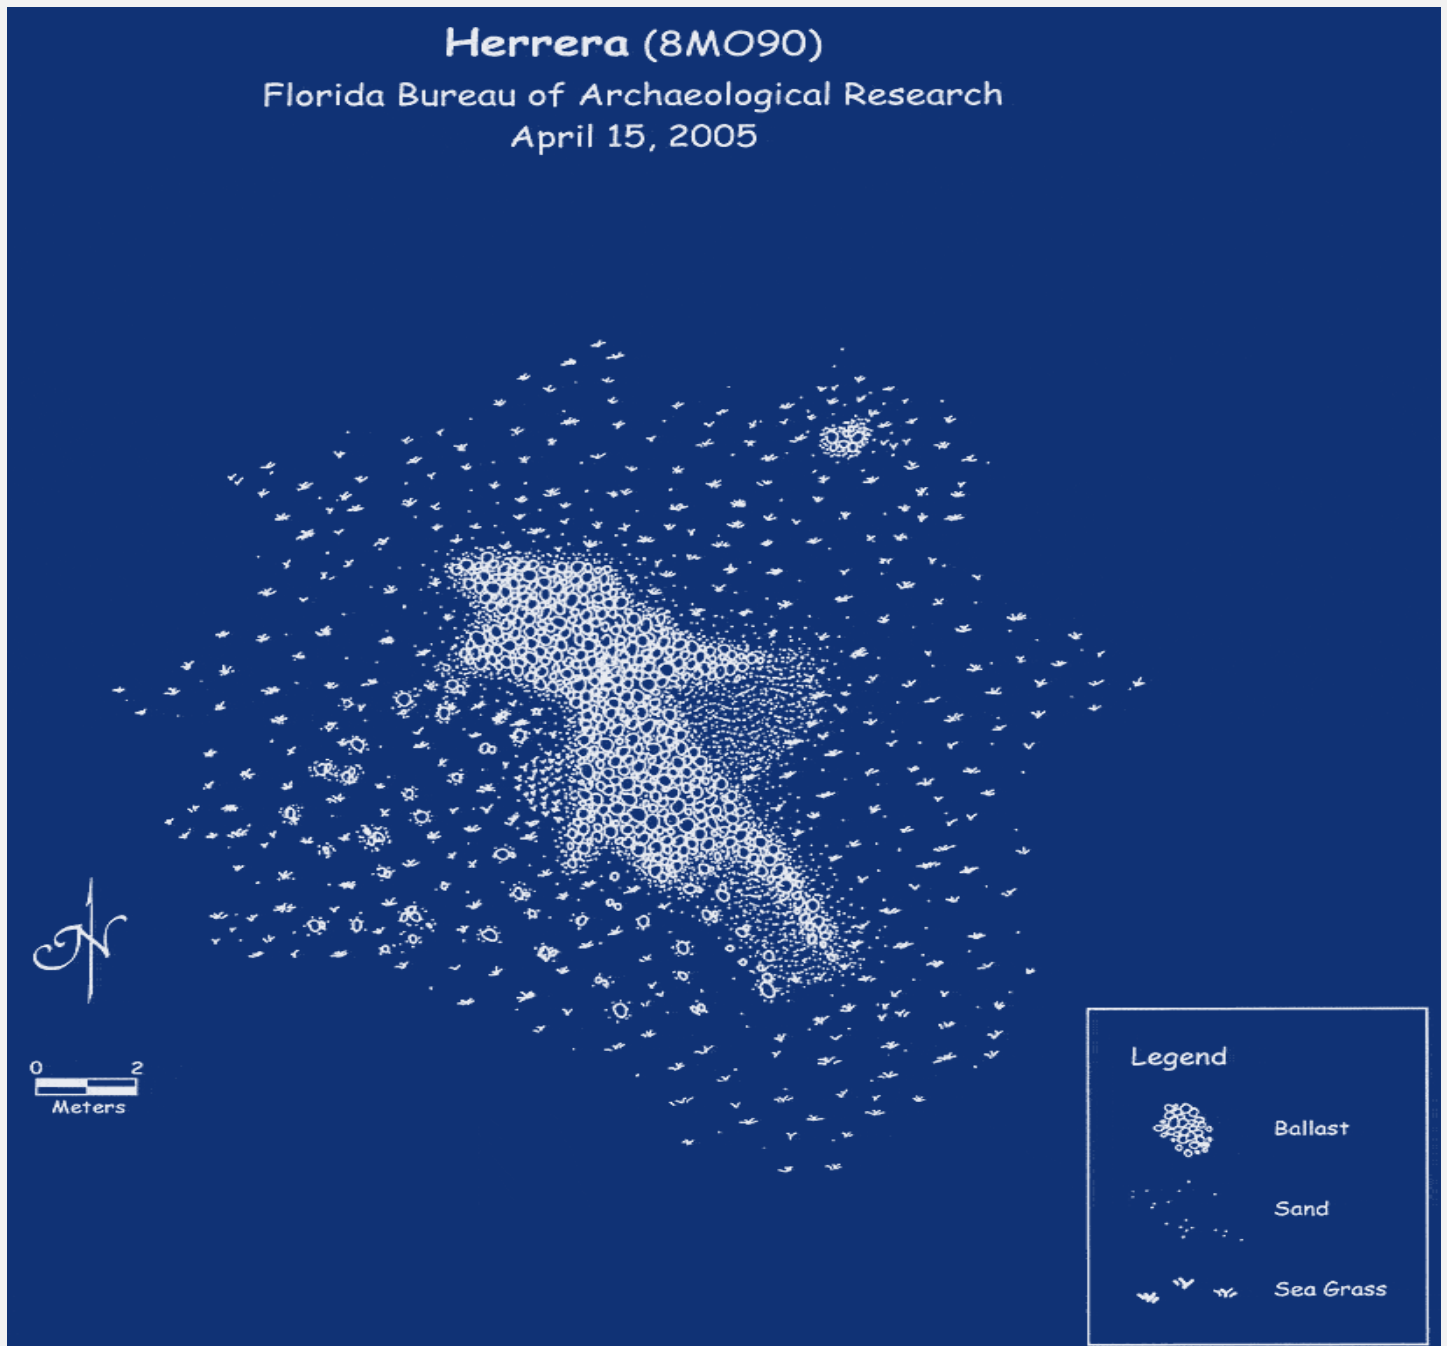 Herrera (8MO90)
Florida Bureau of Archaeological Research
April 15, 2005
N
0 2
Meters
Legend
Ballast
Sand
Sea Grass